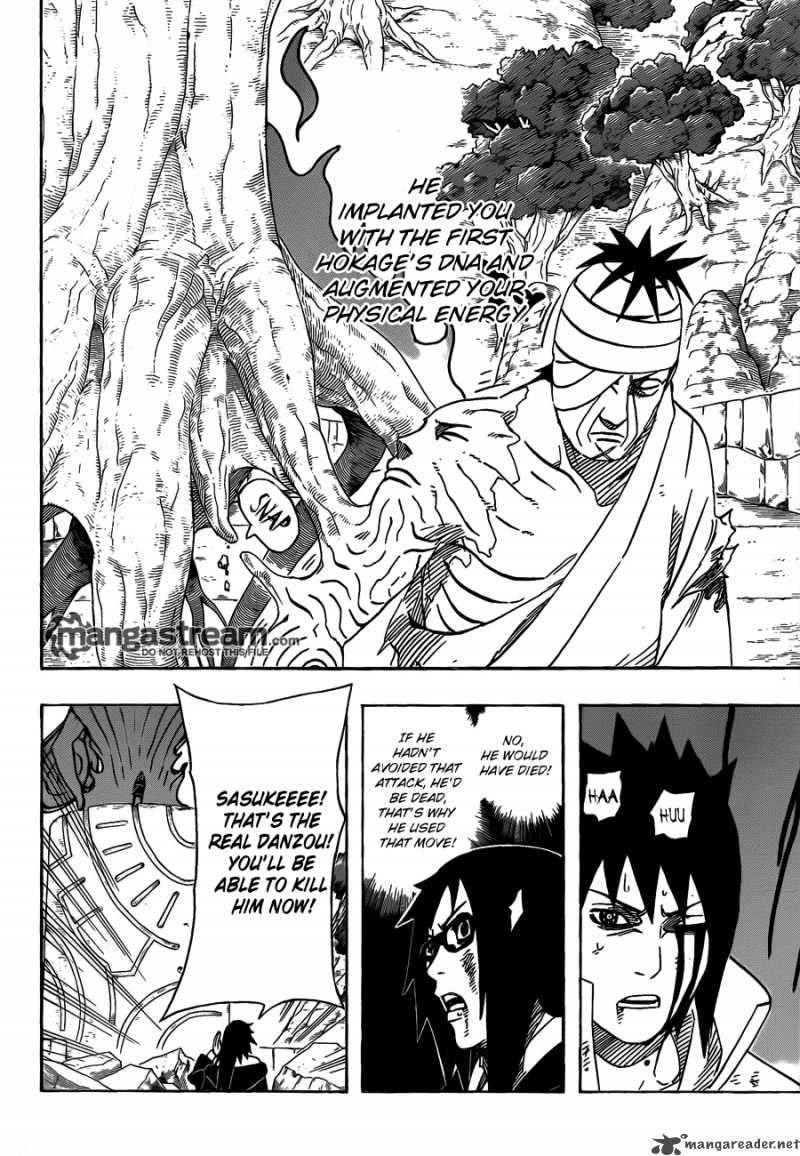 HE
IMPLANTED YOU
WITH THE FIRST
HOKAGE'S DNA AND
AUGMENTED YOUR
PHYSICAL ENERGY.
SNAP
mangastream.com
DO NOT REHOST THIS FILE
HAA
HUU
NO,
HE WOULD
HAVE DIED!
IF HE
HADN'T
AVOIDED THAT
ATTACK, HE'D
BE DEAD,
THAT'S WHY
HE USED
THAT MOVE!
SASUKEEEE!
THAT'S THE
REAL DANZOU!
YOU'LL BE
ABLE TO KILL
HIM NOW!
mangareader.net